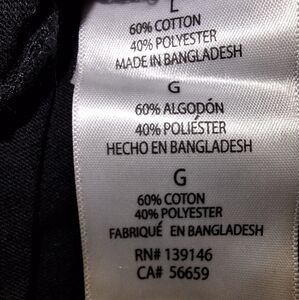 L
60% COTTON
40% POLYESTER
MADE IN BANGLADESH
G
60% ALGODÓN
40% POLIÉSTER
HECHO EN BANGLADESH
G
60% COTON
40% POLYESTER
FABRIQUÉ EN BANGLADESH
RN# 139146
CA# 56659